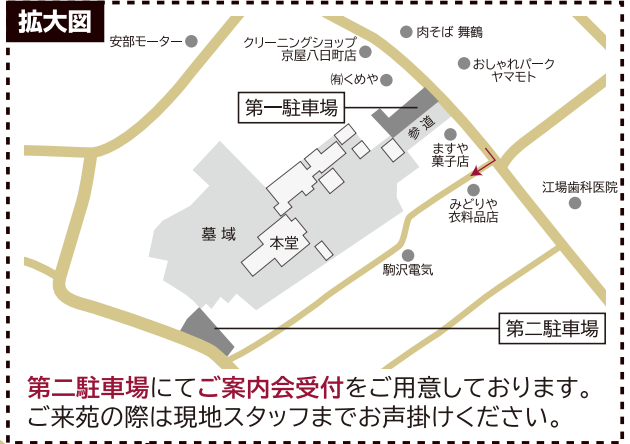 拡大図
安部モーター
クリーニングショップ
京屋八日町店
肉そば 舞鶴
(有)くめや
おしゃれパーク
ヤマモト
第一駐車場
参道
ますや
菓子店
江場歯科医院
みどりや
衣料品店
墓域
本堂
駒沢電気
第二駐車場
第二駐車場にてご案内会受付をご用意しております。
ご来苑の際は現地スタッフまでお声掛けください。